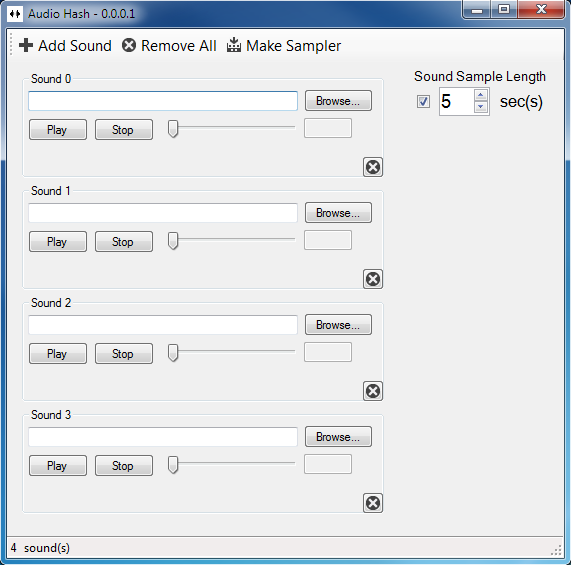 Audio Hash - 0.0.0.1
Add Sound Remove All Make Sampler
Sound 0
Browse...
Play Stop
Sound 1
Browse...
Play Stop
Sound 2
Browse...
Play Stop
Sound 3
Browse...
Play Stop
Sound Sample Length
5 sec(s)
4 sound(s)